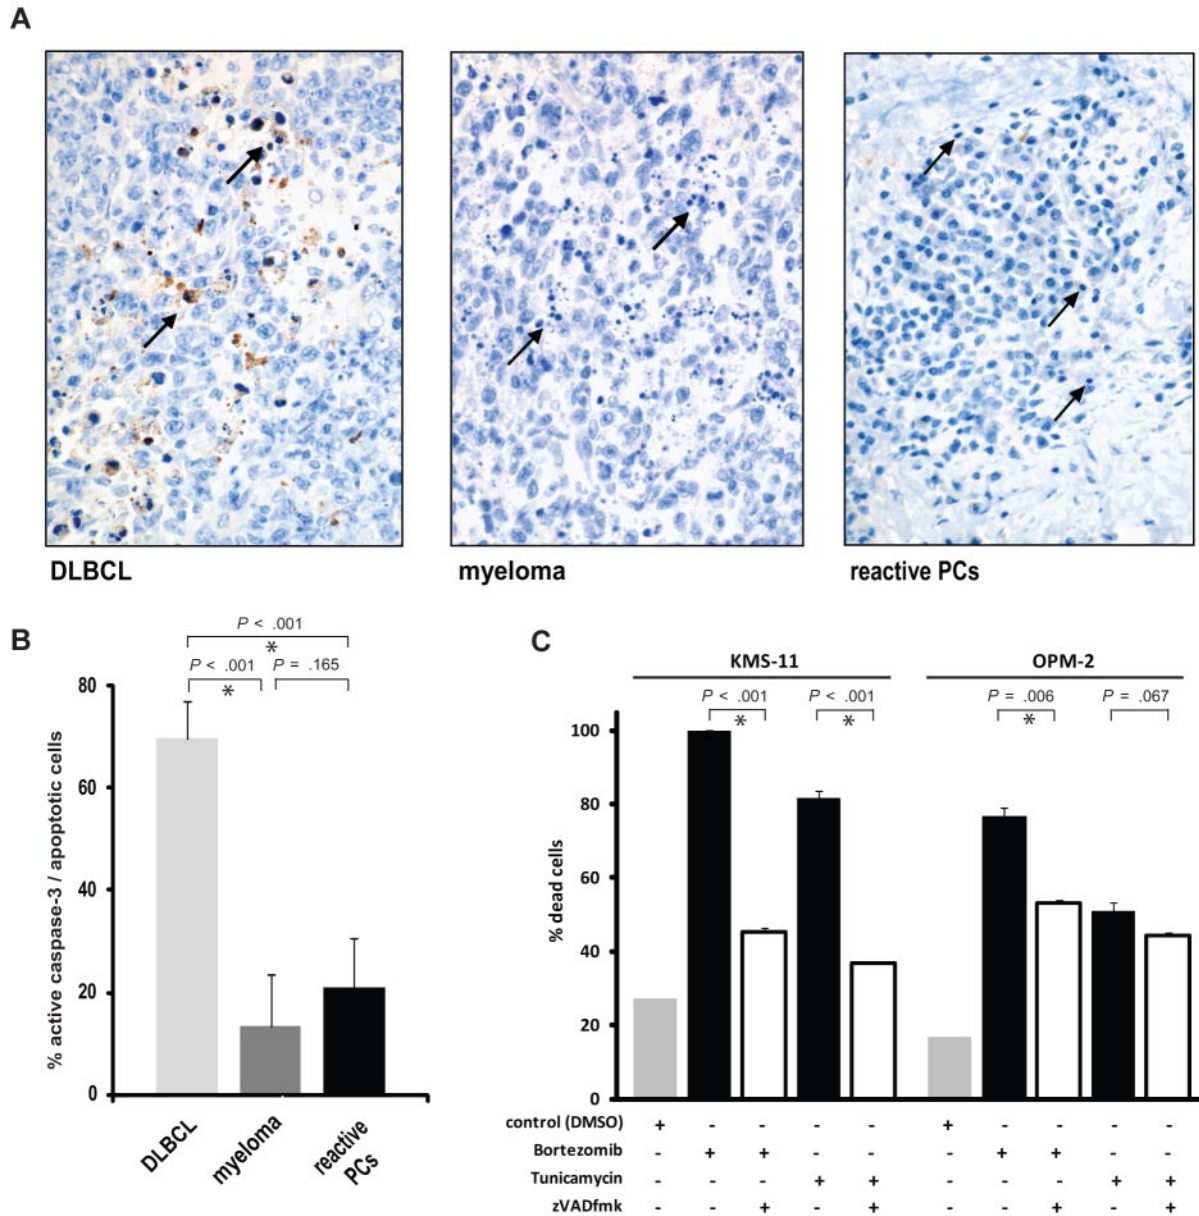 A
DLBCL
myeloma
reactive PCs
B
P < .001
*
P < .001
P = .165
*
% active caspase-3 / apoptotic cells
80
60
40
20
0
DLBCL
myeloma
reactive
PCs
C
KMS-11
OPM-2
P < .001
P < .001
P = .006
P = .067
*
*
*
% dead cells
100
80
60
40
20
0
control (DMSO) + - - - - + - - - -
Bortezomib - + + - - - + + - -
Tunicamycin - - - + + - - - + +
zVADfmk - - + - + - - + - +